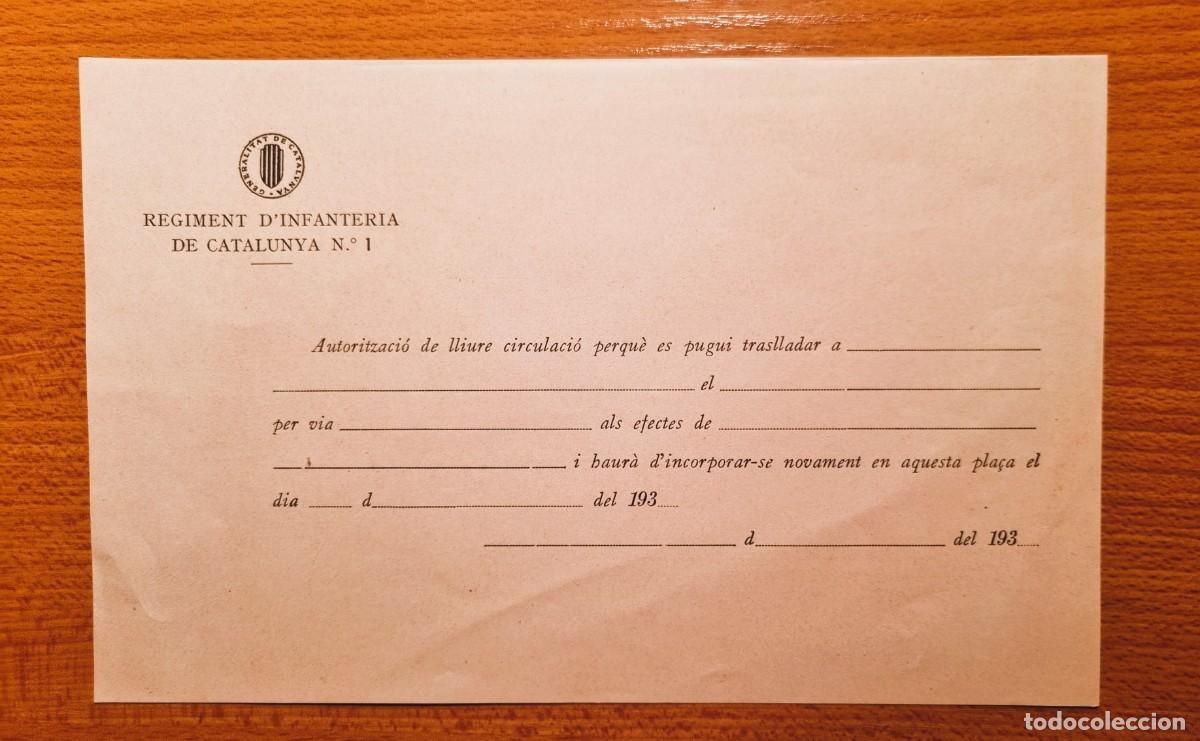 GENERALITAT DE CATALUNYA
REGIMENT D'INFANTERIA
DE CATALUNYA N.º 1
Autorització de lliure circulació perquè es pugui traslladar a
el
per via als efectes de
i haurà d'incorporar-se novament en aquesta plaça el
dia d del 193
d del 193
todocoleccion